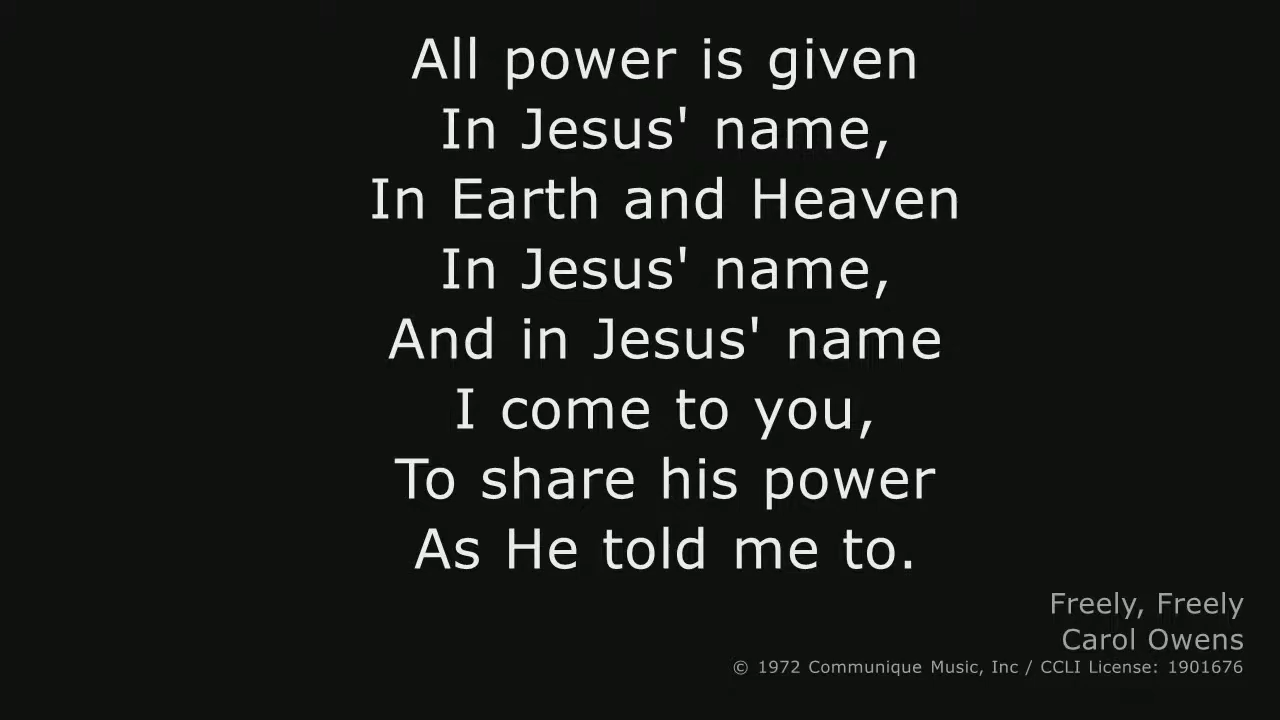 All power is given
In Jesus' name,
In Earth and Heaven
In Jesus' name,
And in Jesus' name
I come to you,
To share his power
As He told me to.
Freely, Freely
Carol Owens
© 1972 Communique Music, Inc / CCLI License: 1901676